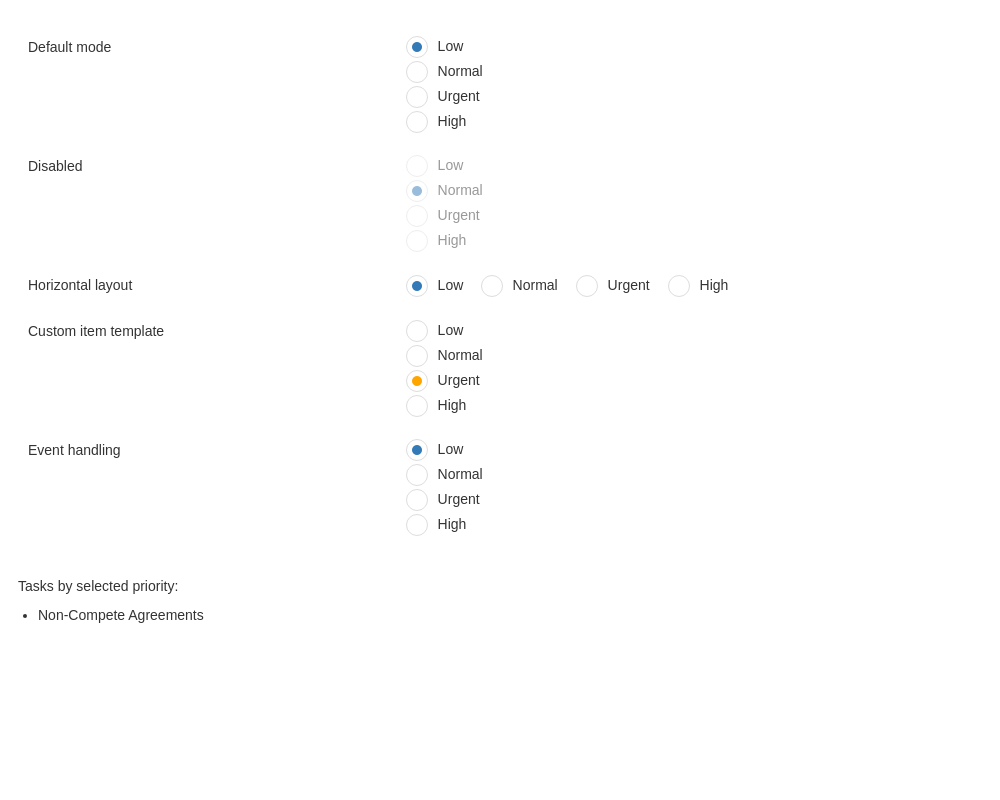 Default mode
Low
Normal
Urgent
High
Disabled
Low
Normal
Urgent
High
Horizontal layout Low Normal Urgent High
Custom item template
Low
Normal
Urgent
High
Event handling
Low
Normal
Urgent
High
Tasks by selected priority:
• Non-Compete Agreements